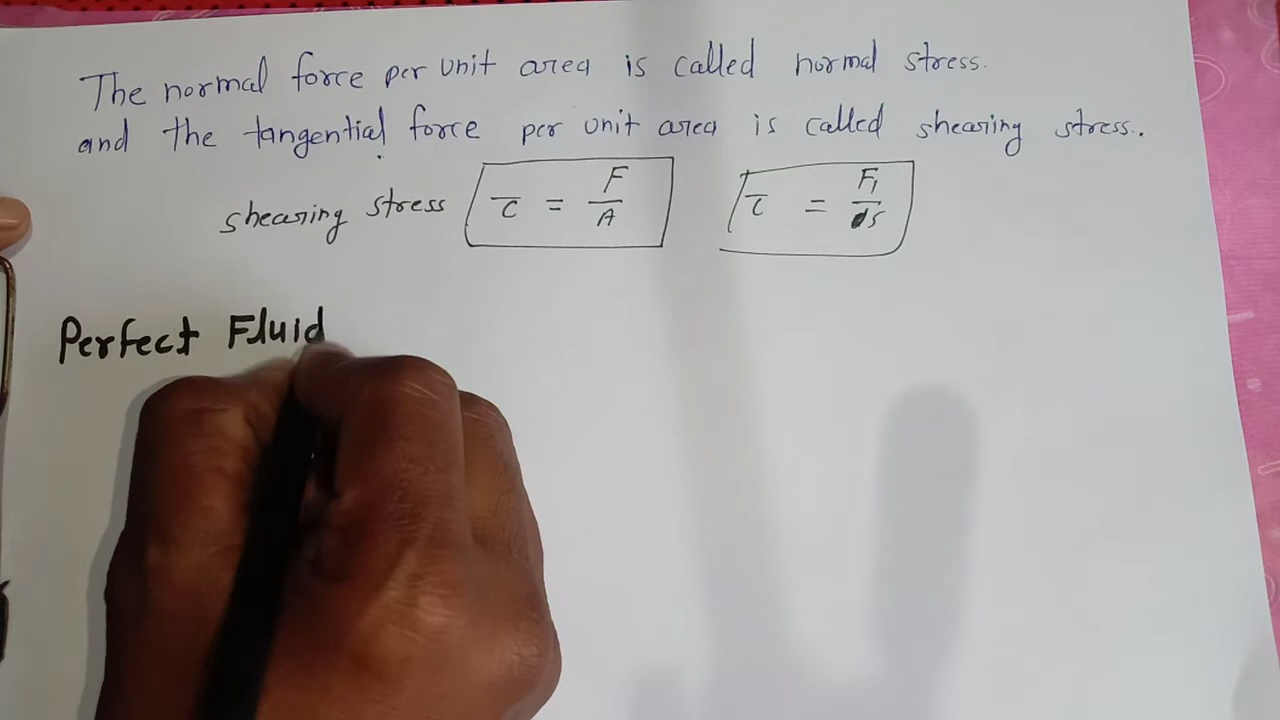 The normal force per unit area is called normal stress.
and the tangential force per unit area is called shearing stress..
shearing stress τ = F/A τ = F₁/ds
Perfect Fluid